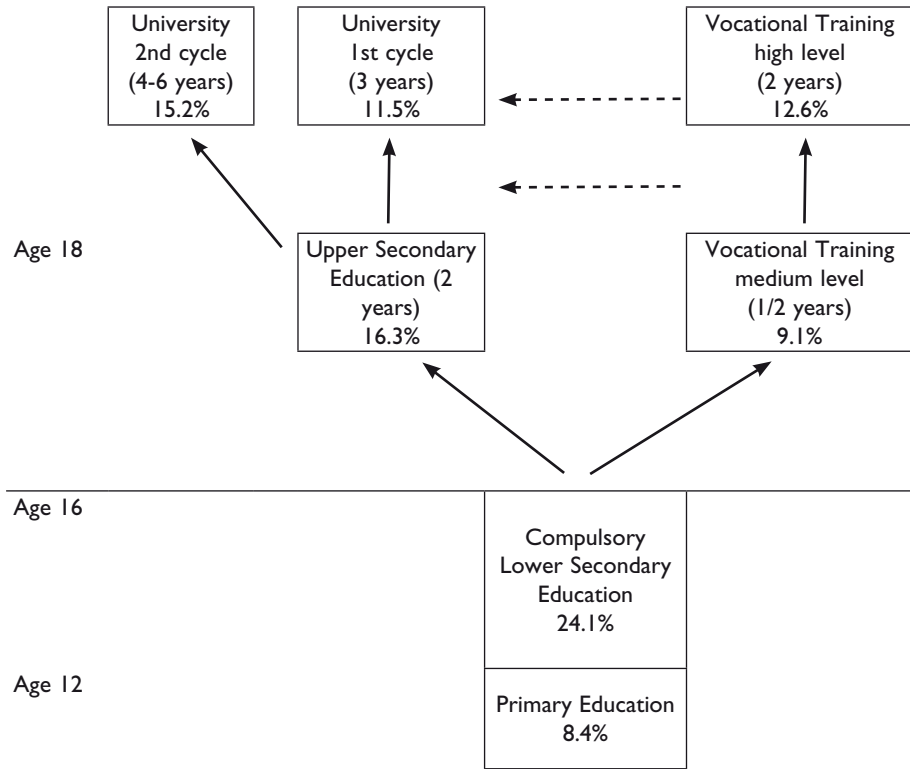 University
2nd cycle
(4-6 years)
15.2%
University
1st cycle
(3 years)
11.5%
Vocational Training
high level
(2 years)
12.6%
Age 18
Upper Secondary
Education (2
years)
16.3%
Vocational Training
medium level
(1/2 years)
9.1%
Age 16
Compulsory
Lower Secondary
Education
24.1%
Age 12
Primary Education
8.4%